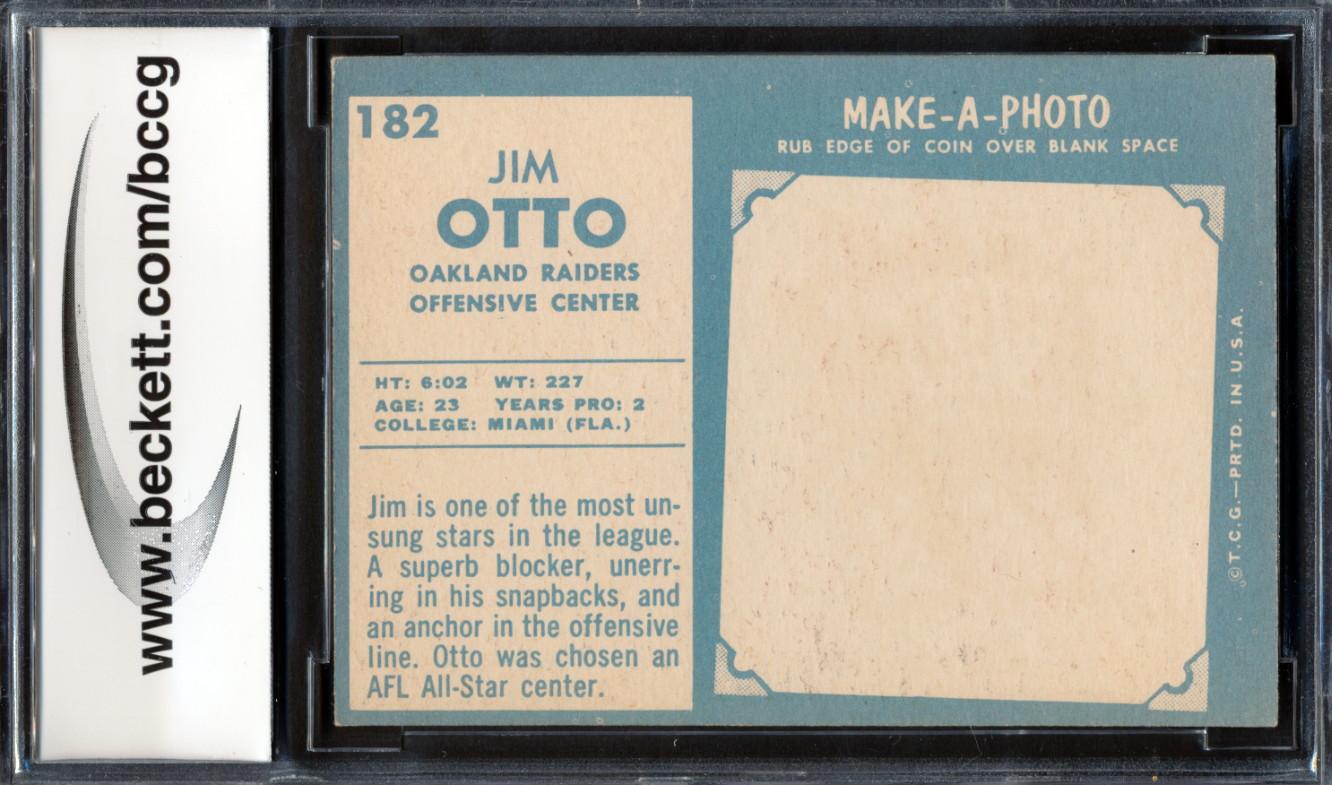 www.beckett.com/bccg
182
JIM
OTTO
OAKLAND RAIDERS
OFFENSIVE CENTER
HT: 6:02 WT: 227
AGE: 23 YEARS PRO: 2
COLLEGE: MIAMI (FLA.)
Jim is one of the most un-
sung stars in the league.
A superb blocker, unerr-
ing in his snapbacks, and
an anchor in the offensive
line. Otto was chosen an
AFL All-Star center.
MAKE-A-PHOTO
RUB EDGE OF COIN OVER BLANK SPACE
©T.C.G.—PRTD. IN U.S.A.